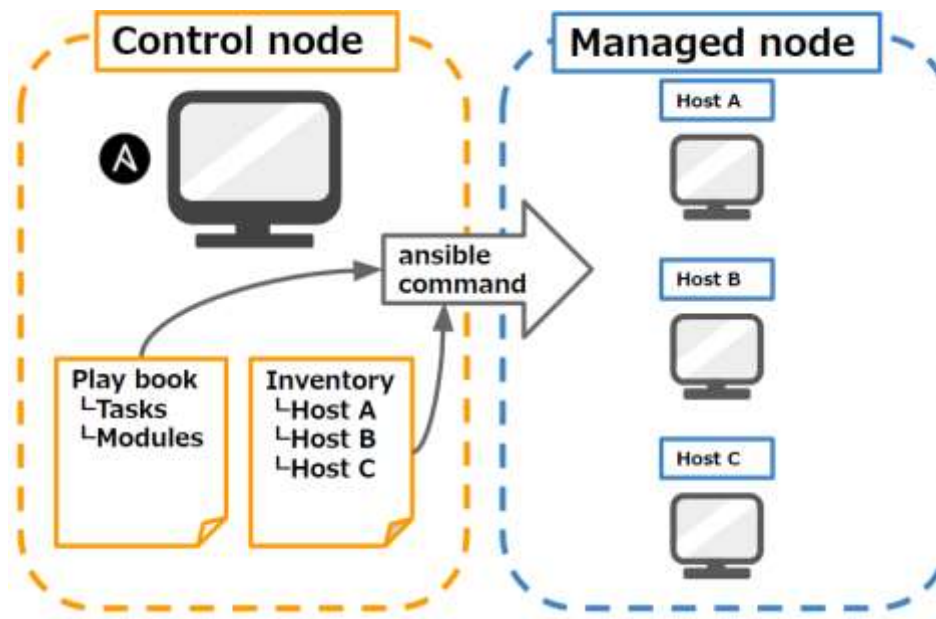 Control node
Managed node
Host A
ansible
command
Host B
Play book
└Tasks
└Modules
Inventory
└Host A
└Host B
└Host C
Host C